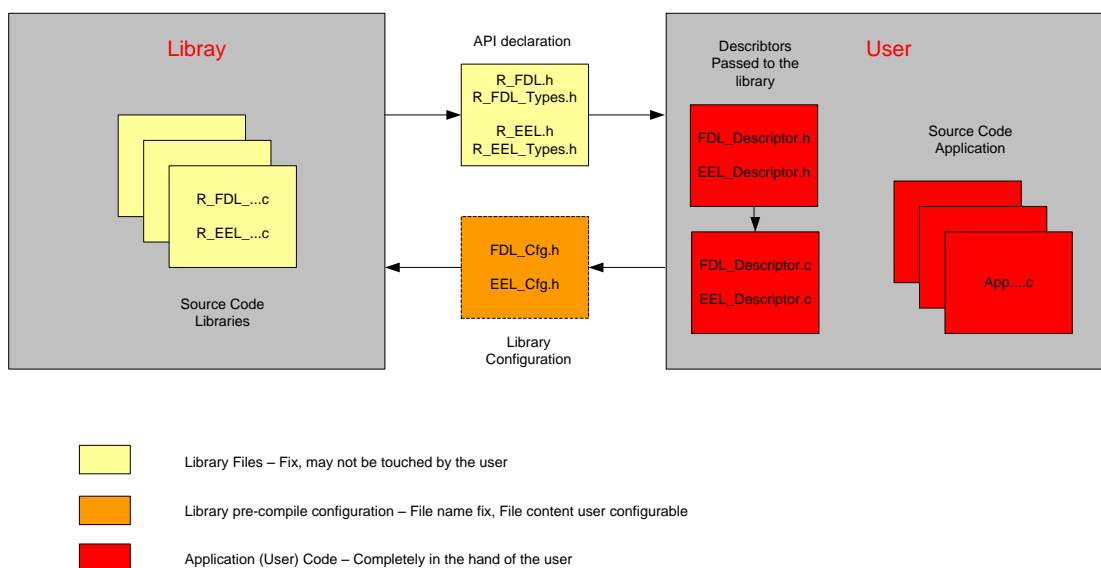 Libray
R_FDL_...c
R_EEL_...c
Source Code
Libraries
API declaration
R_FDL.h
R_FDL_Types.h
R_EEL.h
R_EEL_Types.h
FDL_Cfg.h
EEL_Cfg.h
Library
Configuration
User
Describtors
Passed to the
library
FDL_Descriptor.h
EEL_Descriptor.h
FDL_Descriptor.c
EEL_Descriptor.c
Source Code
Application
App....c
Library Files – Fix, may not be touched by the user
Library pre-compile configuration – File name fix, File content user configurable
Application (User) Code – Completely in the hand of the user